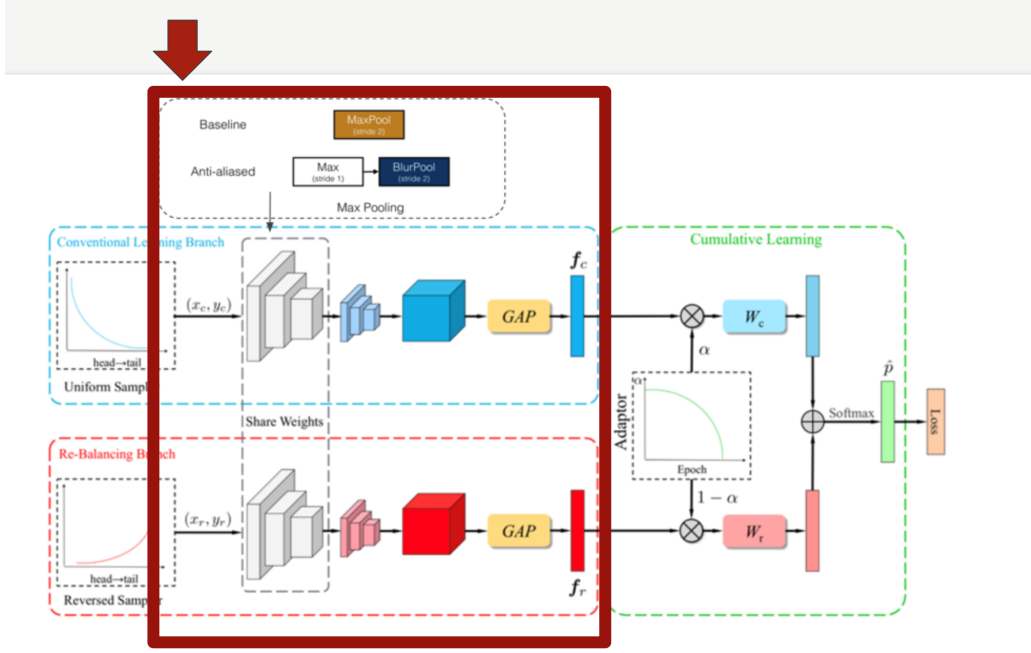 Baseline
MaxPool
(stride 2)
Anti-aliased
Max
(stride 1)
BlurPool
(stride 2)
Max Pooling
Conventional Learning Branch
(x_c, y_c)
head→tail
Uniform Sampler
GAP
f_c
Share Weights
Re-Balancing Branch
(x_r, y_r)
head→tail
Reversed Sampler
GAP
f_r
Cumulative Learning
W_c
α
α
Adaptor
Epoch
1 − α
W_r
Softmax
p̂
Loss